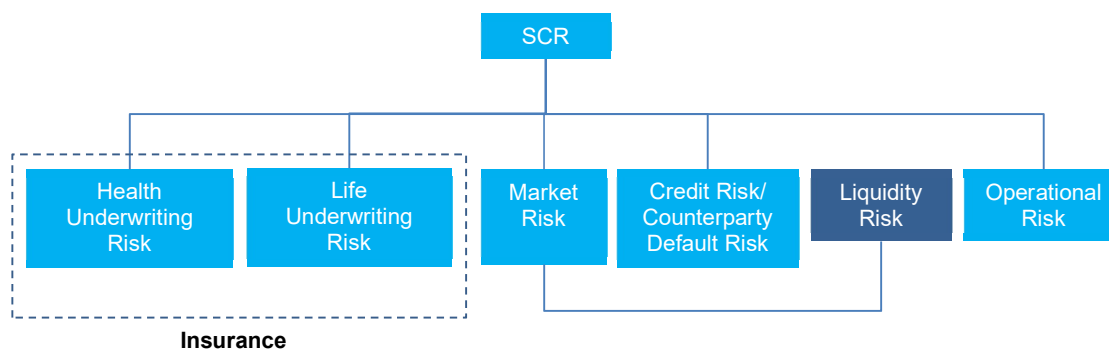 SCR
Health
Underwriting
Risk
Life
Underwriting
Risk
Market
Risk
Credit Risk/
Counterparty
Default Risk
Liquidity
Risk
Operational
Risk
Insurance